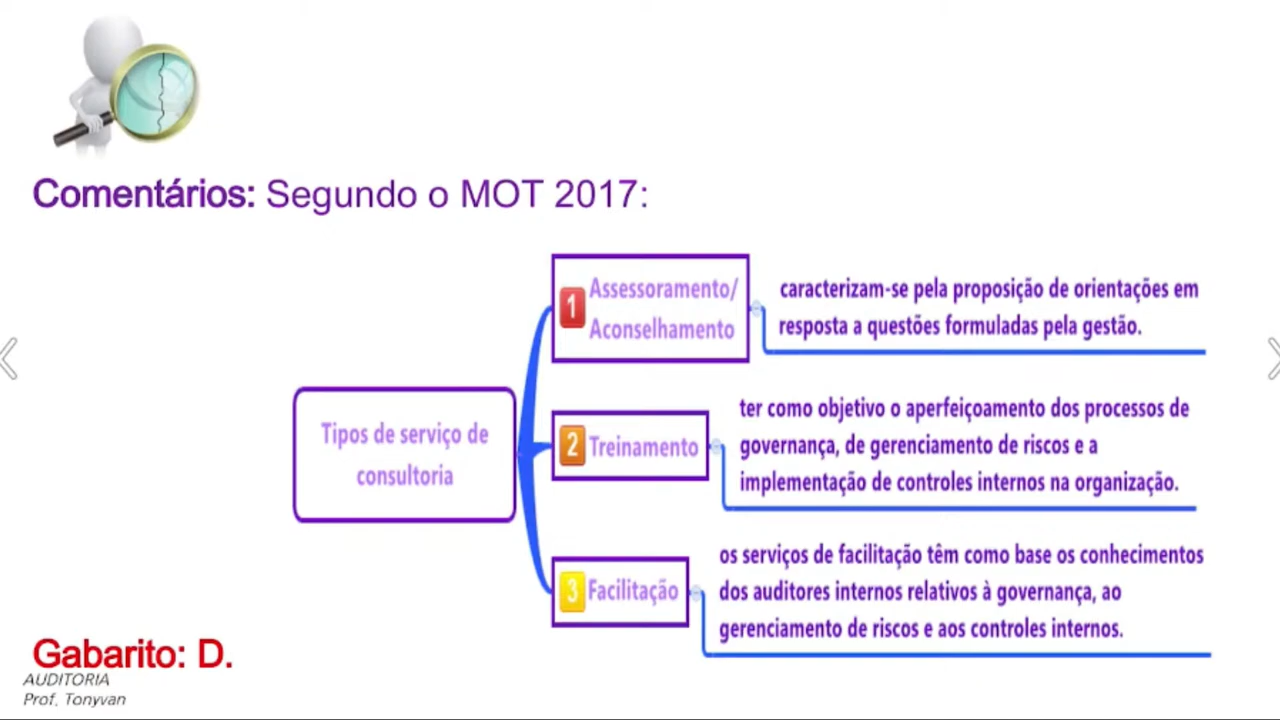 Comentários: Segundo o MOT 2017:
Tipos de serviço de
consultoria
1 Assessoramento/
Aconselhamento
caracterizam-se pela proposição de orientações em
resposta a questões formuladas pela gestão.
2 Treinamento
ter como objetivo o aperfeiçoamento dos processos de
governança, de gerenciamento de riscos e a
implementação de controles internos na organização.
3 Facilitação
os serviços de facilitação têm como base os conhecimentos
dos auditores internos relativos à governança, ao
gerenciamento de riscos e aos controles internos.
Gabarito: D.
AUDITORIA
Prof. Tonyvan